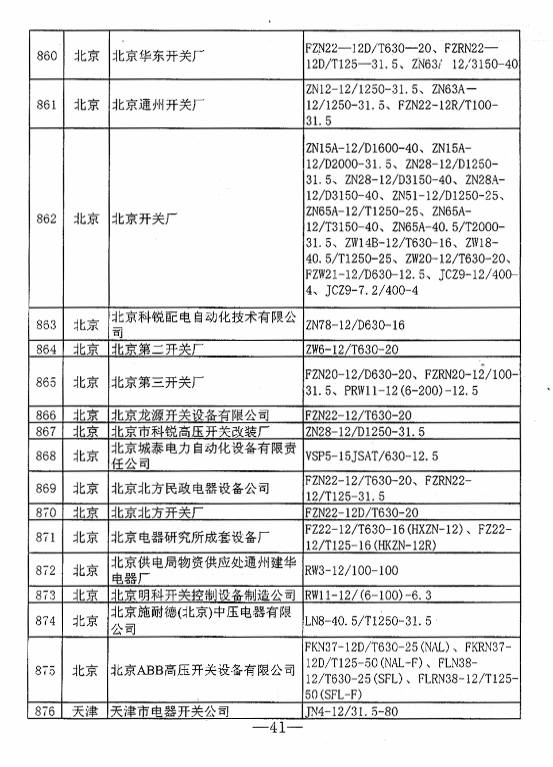 860 北京 北京华东开关厂 FZN22—12D/T630—20、FZRN22—
12D/T125—31.5、ZN63 12/3150-40
861 北京 北京通州开关厂 ZN12-12/1250-31.5、ZN63A—
12/1250-31.5、FZN22-12R/T100-
31.5
862 北京 北京开关厂 ZN15A-12/D1600-40、ZN15A-
12/D2000-31.5、ZN28-12/D1250-
31.5、ZN28-12/D3150-40、ZN28A-
12/D3150-40、ZN51-12/D1250-25、
ZN65A-12/T1250-25、ZN65A-
12/T3150-40、ZN65A-40.5/T2000-
31.5、ZW14B-12/T630-16、ZW18-
40.5/T1250-25、ZW20-12/T630-20、
FZW21-12/D630-12.5、JCZ9-12/400-
4、JCZ9-7.2/400-4
863 北京 北京科锐配电自动化技术有限公
司 ZN78-12/D630-16
864 北京 北京第二开关厂 ZW6-12/T630-20
865 北京 北京第三开关厂 FZN20-12/D630-20、FZRN20-12/100-
31.5、PRW11-12(6-200)-12.5
866 北京 北京龙源开关设备有限公司 FZN22-12/T630-20
867 北京 北京市科锐高压开关改装厂 ZN28-12/D1250-31.5
868 北京 北京城泰电力自动化设备有限责
任公司 VSP5-15JSAT/630-12.5
869 北京 北京北方民政电器设备公司 FZN22-12/T630-20、FZRN22-
12/T125-31.5
870 北京 北京北方开关厂 FZN22-12D/T630-20
871 北京 北京电器研究所成套设备厂 FZ22-12/T630-16(HXZN-12)、FZ22-
12/T125-16(HKZN-12R)
872 北京 北京供电局物资供应处通州建华
电器厂 RW3-12/100-100
873 北京 北京明科开关控制设备制造公司 RW11-12/(6-100)-6.3
874 北京 北京施耐德(北京)中压电器有限
公司 LN8-40.5/T1250-31.5
875 北京 北京ABB高压开关设备有限公司 FKN37-12D/T630-25(NAL)、FKRN37-
12D/T125-50(NAL-F)、FLN38-
12/T630-25(SFL)、FLRN38-12/T125-
50(SFL-F)
876 天津 天津市电器开关公司 JN4-12/31.5-80
—41—